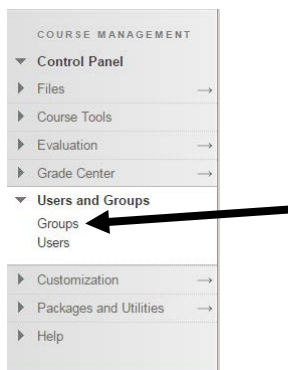 COURSE MANAGEMENT
Control Panel
Files
Course Tools
Evaluation
Grade Center
Users and Groups
Groups
Users
Customization
Packages and Utilities
Help